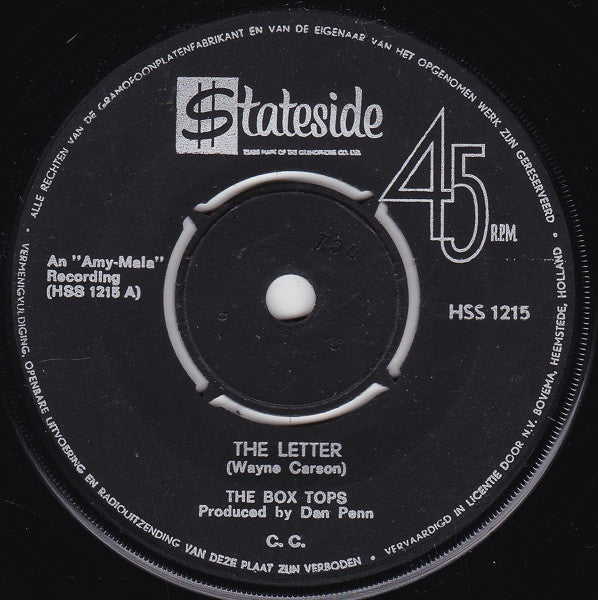 ALLE RECHTEN VAN DE GRAMOFOONPLATENFABRIKANT EN VAN DE EIGENAAR VAN HET OPGENOMEN WERK ZIJN GERESERVEERD
$tateside
TRADE MARK OF THE GRAMOPHONE CO. LTD.
45
R.P.M.
An "Amy-Mala"
Recording
(HSS 1215 A)
HSS 1215
THE LETTER
(Wayne Carson)
THE BOX TOPS
Produced by Dan Penn
C. C.
VERMENIGVULDIGING, OPENBARE UITVOERING EN RADIOUITZENDING VAN DEZE PLAAT ZIJN VERBODEN • VERVAARDIGD IN LICENTIE DOOR N.V. BOVEMA, HEEMSTEDE, HOLLAND